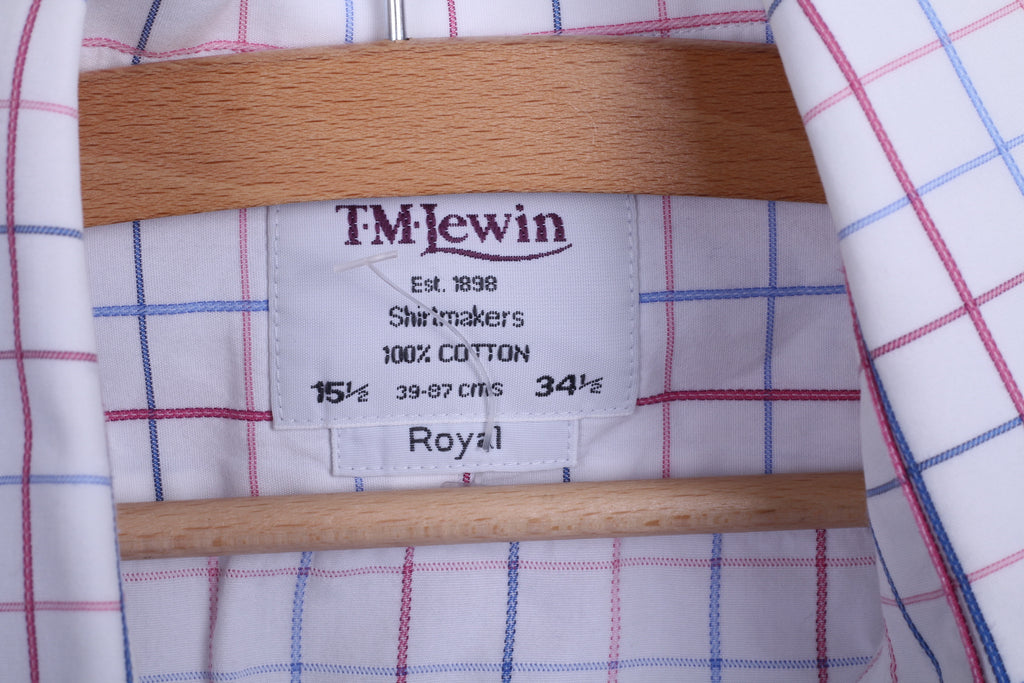 T·M·Lewin
Est. 1898
Shirtmakers
100% COTTON
15½ 39-87 cms 34½
Royal